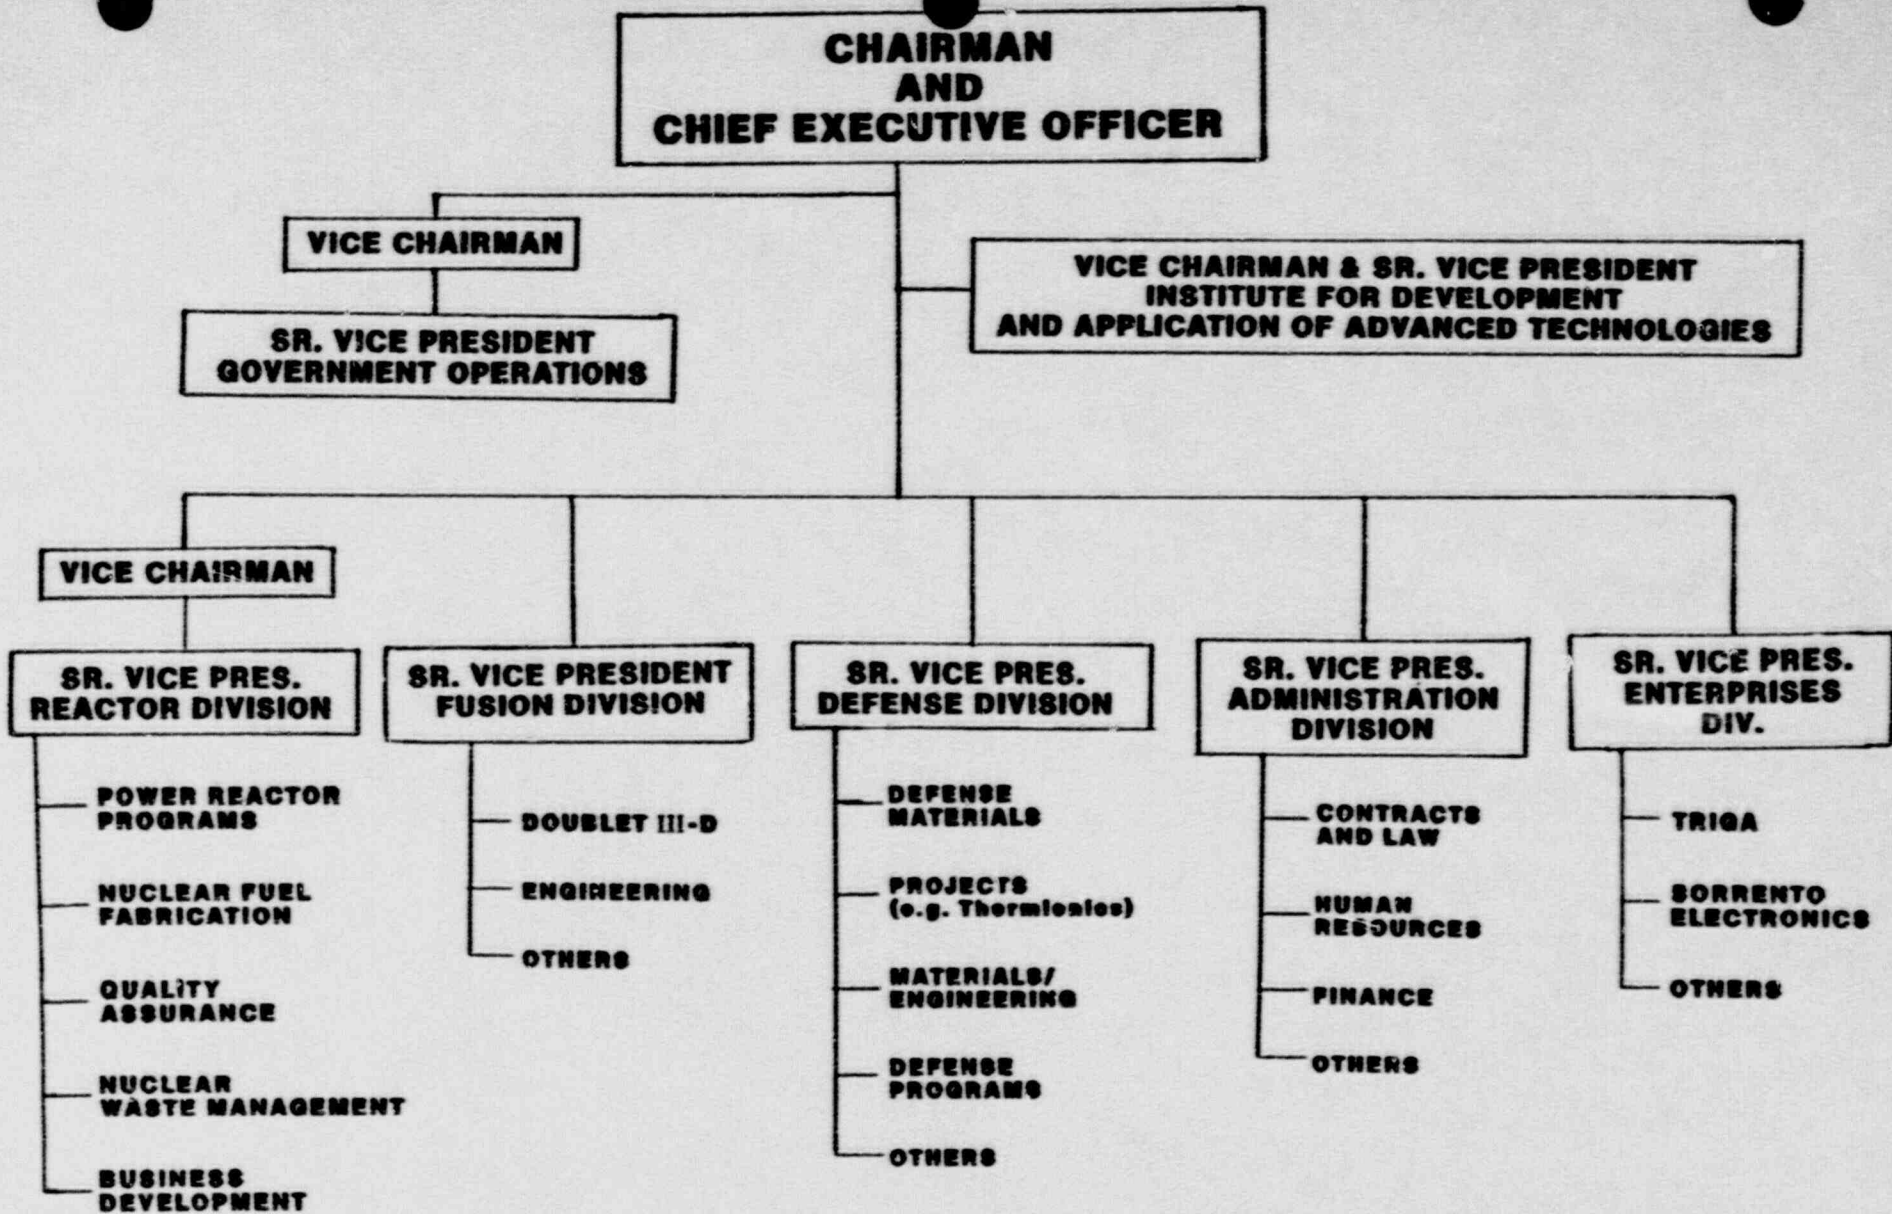 CHAIRMAN
AND
CHIEF EXECUTIVE OFFICER
VICE CHAIRMAN
SR. VICE PRESIDENT
GOVERNMENT OPERATIONS
VICE CHAIRMAN & SR. VICE PRESIDENT
INSTITUTE FOR DEVELOPMENT
AND APPLICATION OF ADVANCED TECHNOLOGIES
VICE CHAIRMAN
SR. VICE PRES.
REACTOR DIVISION
POWER REACTOR
PROGRAMS
NUCLEAR FUEL
FABRICATION
QUALITY
ASSURANCE
NUCLEAR
WASTE MANAGEMENT
BUSINESS
DEVELOPMENT
SR. VICE PRESIDENT
FUSION DIVISION
DOUBLET III-D
ENGINEERING
OTHERS
SR. VICE PRES.
DEFENSE DIVISION
DEFENSE
MATERIALS
PROJECTS
(e.g. Thermionics)
MATERIALS/
ENGINEERING
DEFENSE
PROGRAMS
OTHERS
SR. VICE PRES.
ADMINISTRATION
DIVISION
CONTRACTS
AND LAW
HUMAN
RESOURCES
FINANCE
OTHERS
SR. VICE PRES.
ENTERPRISES
DIV.
TRIGA
SORRENTO
ELECTRONICS
OTHERS